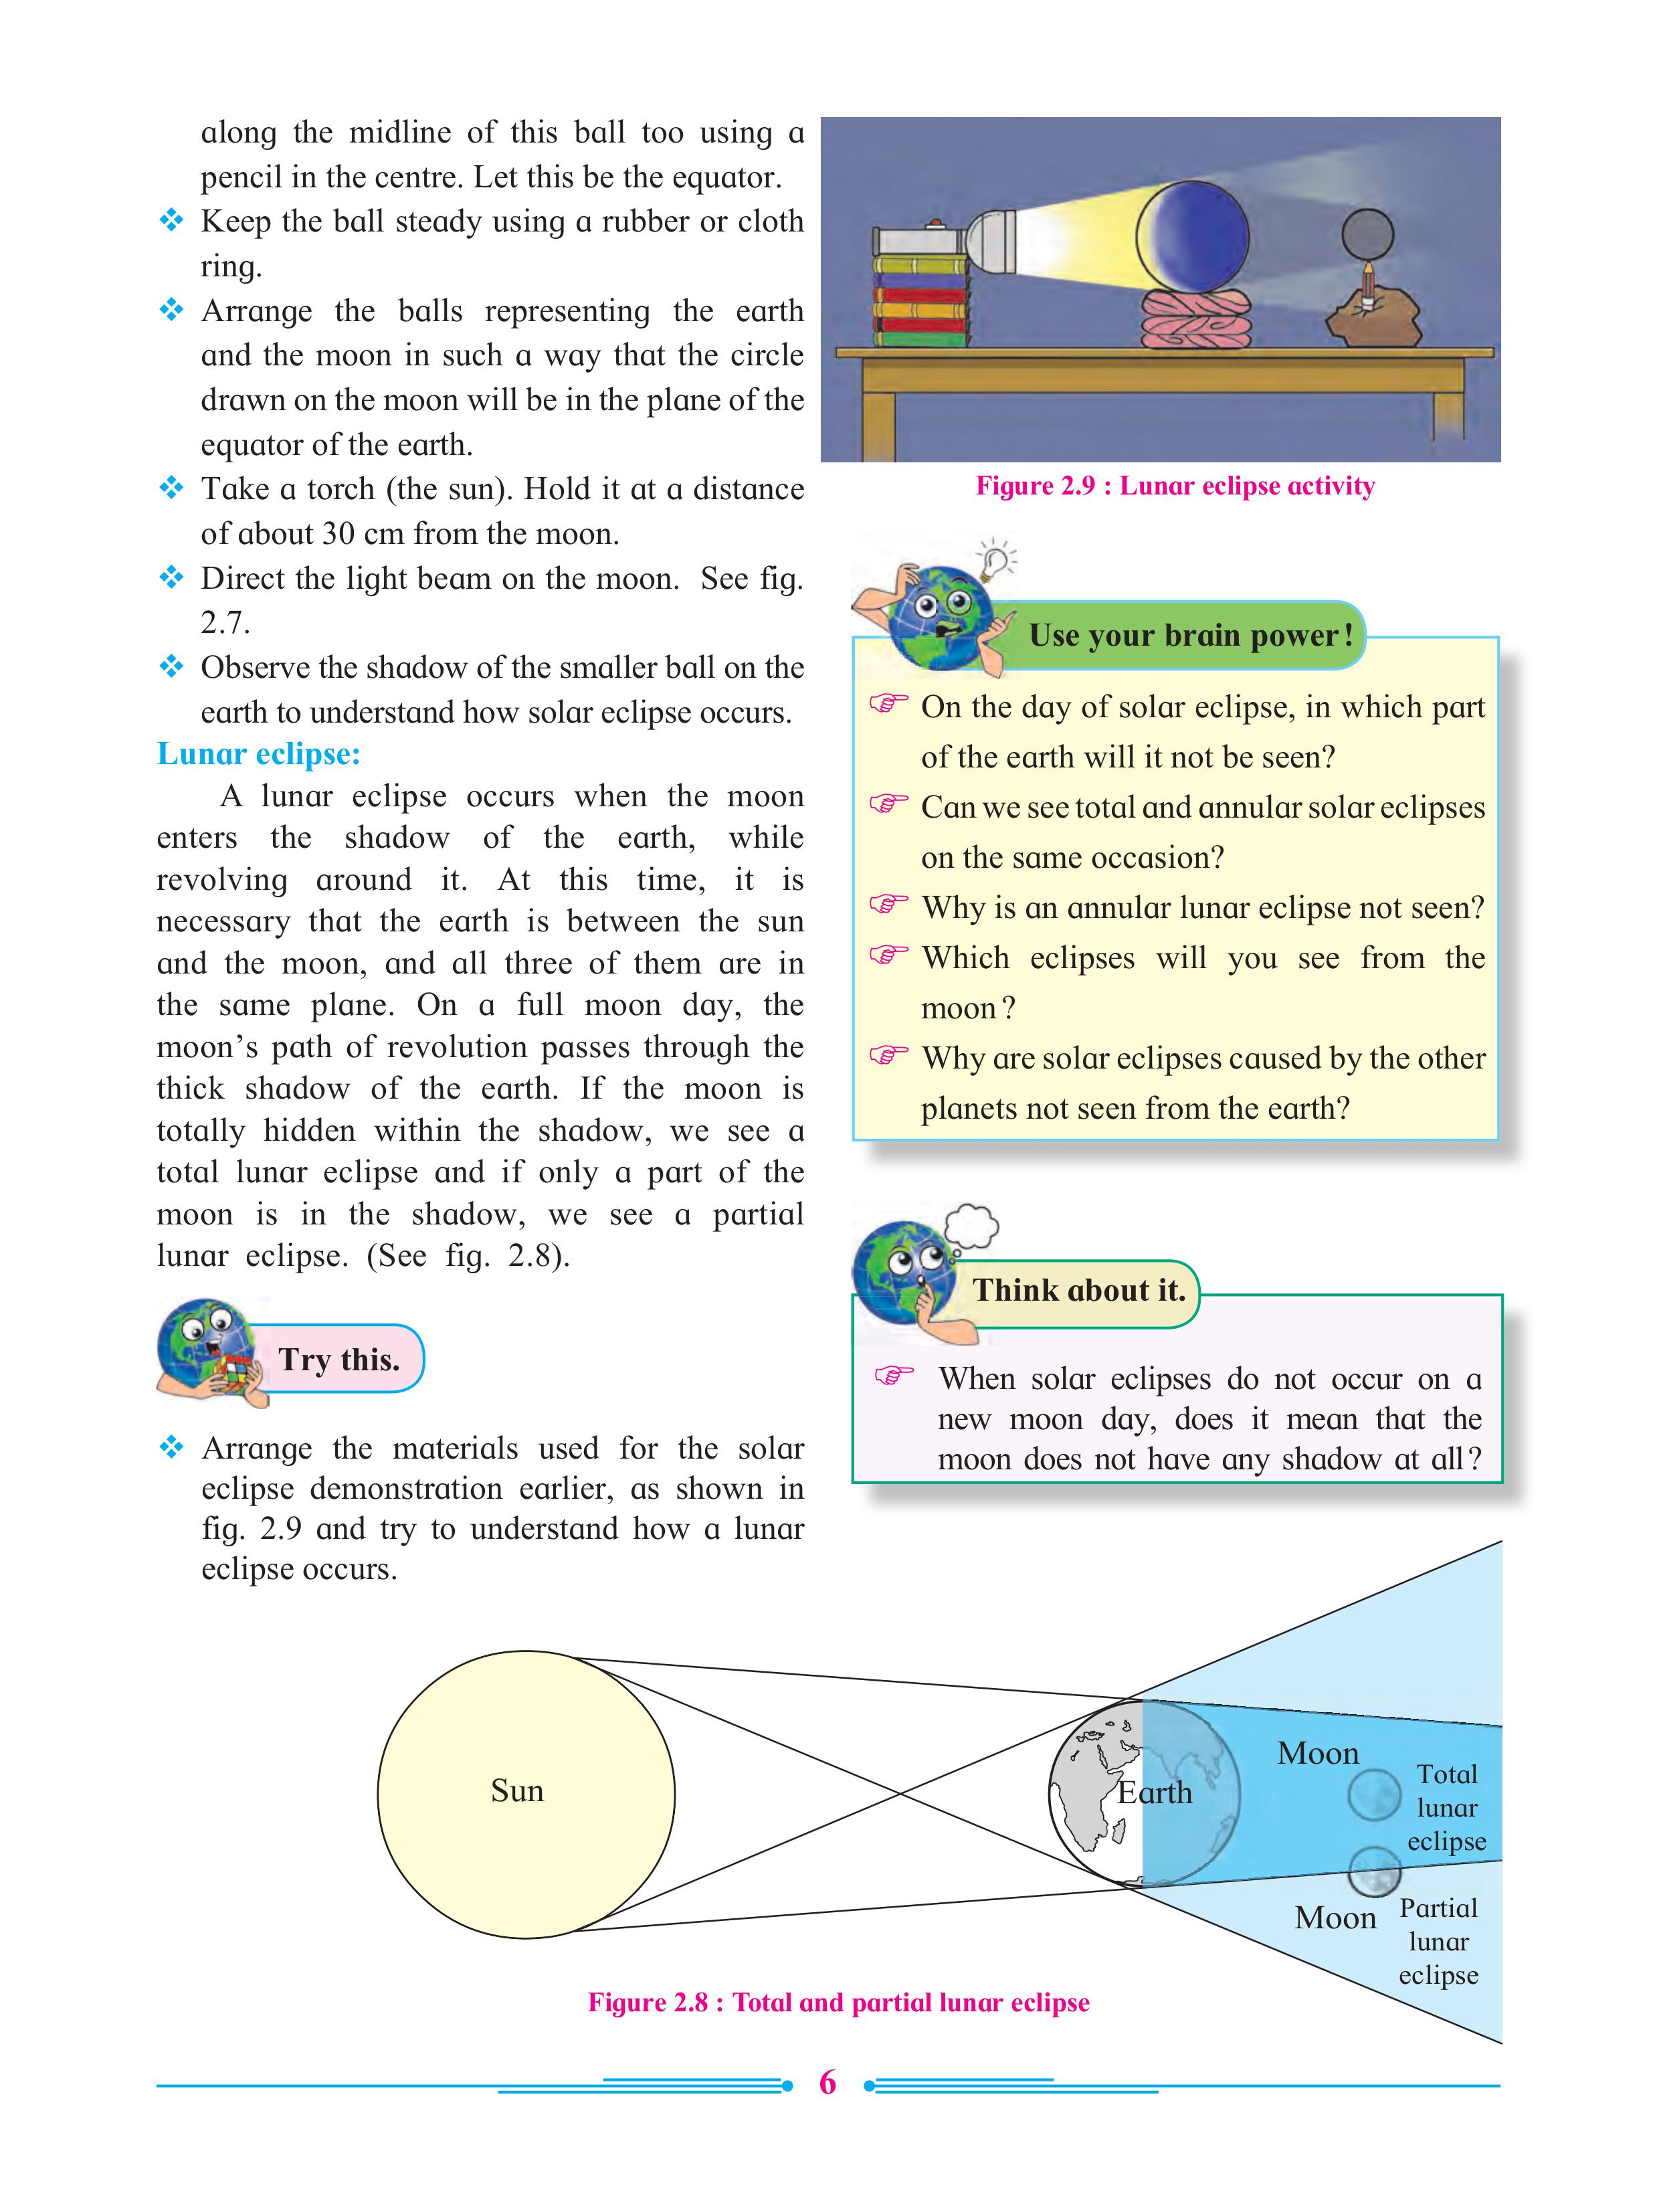 along the midline of this ball too using a
pencil in the centre. Let this be the equator.
Keep the ball steady using a rubber or cloth
ring.
Arrange the balls representing the earth
and the moon in such a way that the circle
drawn on the moon will be in the plane of the
equator of the earth.
Take a torch (the sun). Hold it at a distance
of about 30 cm from the moon.
Direct the light beam on the moon. See fig.
2.7.
Observe the shadow of the smaller ball on the
earth to understand how solar eclipse occurs.
Lunar eclipse:
A lunar eclipse occurs when the moon
enters the shadow of the earth, while
revolving around it. At this time, it is
necessary that the earth is between the sun
and the moon, and all three of them are in
the same plane. On a full moon day, the
moon’s path of revolution passes through the
thick shadow of the earth. If the moon is
totally hidden within the shadow, we see a
total lunar eclipse and if only a part of the
moon is in the shadow, we see a partial
lunar eclipse. (See fig. 2.8).
Try this.
Arrange the materials used for the solar
eclipse demonstration earlier, as shown in
fig. 2.9 and try to understand how a lunar
eclipse occurs.
Figure 2.9 : Lunar eclipse activity
Use your brain power!
On the day of solar eclipse, in which part
of the earth will it not be seen?
Can we see total and annular solar eclipses
on the same occasion?
Why is an annular lunar eclipse not seen?
Which eclipses will you see from the
moon?
Why are solar eclipses caused by the other
planets not seen from the earth?
Think about it.
When solar eclipses do not occur on a
new moon day, does it mean that the
moon does not have any shadow at all?
Sun
Earth
Moon
Total
lunar
eclipse
Moon
Partial
lunar
eclipse
Figure 2.8 : Total and partial lunar eclipse
6